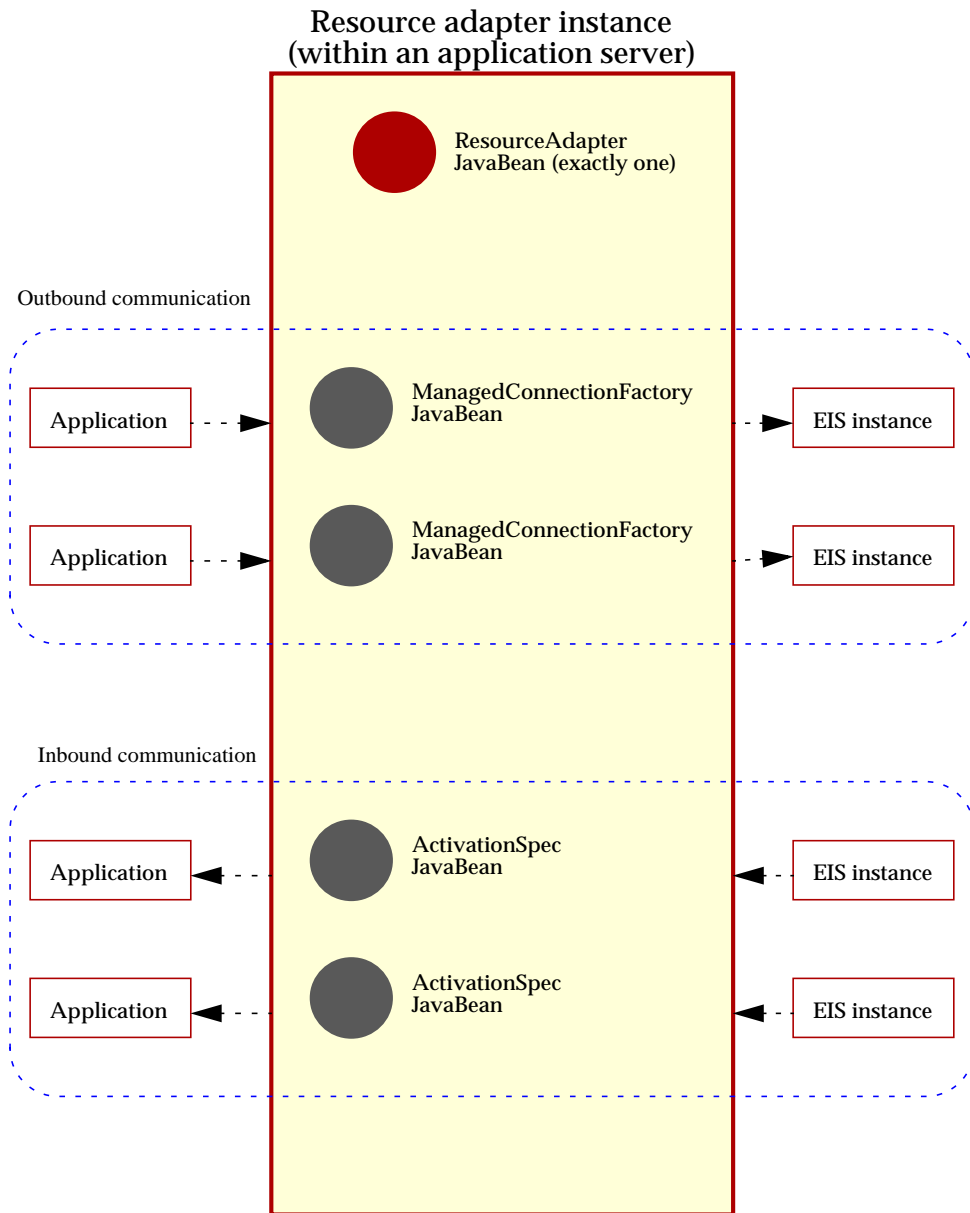 Resource adapter instance
(within an application server)
ResourceAdapter
JavaBean (exactly one)
Outbound communication
Application
ManagedConnectionFactory
JavaBean
EIS instance
Application
ManagedConnectionFactory
JavaBean
EIS instance
Inbound communication
Application
ActivationSpec
JavaBean
EIS instance
Application
ActivationSpec
JavaBean
EIS instance